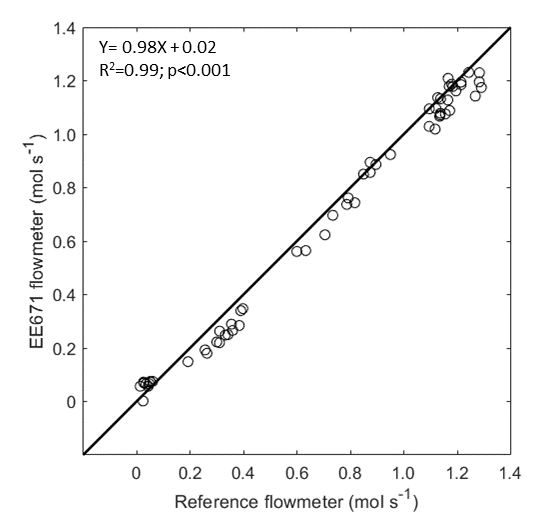 1.4
Y= 0.98X + 0.02
R²=0.99; p<0.001
1.2
1.0
0.8
0.6
0.4
0.2
0
EE671 flowmeter (mol s⁻¹)
0 0.2 0.4 0.6 0.8 1.0 1.2 1.4
Reference flowmeter (mol s⁻¹)